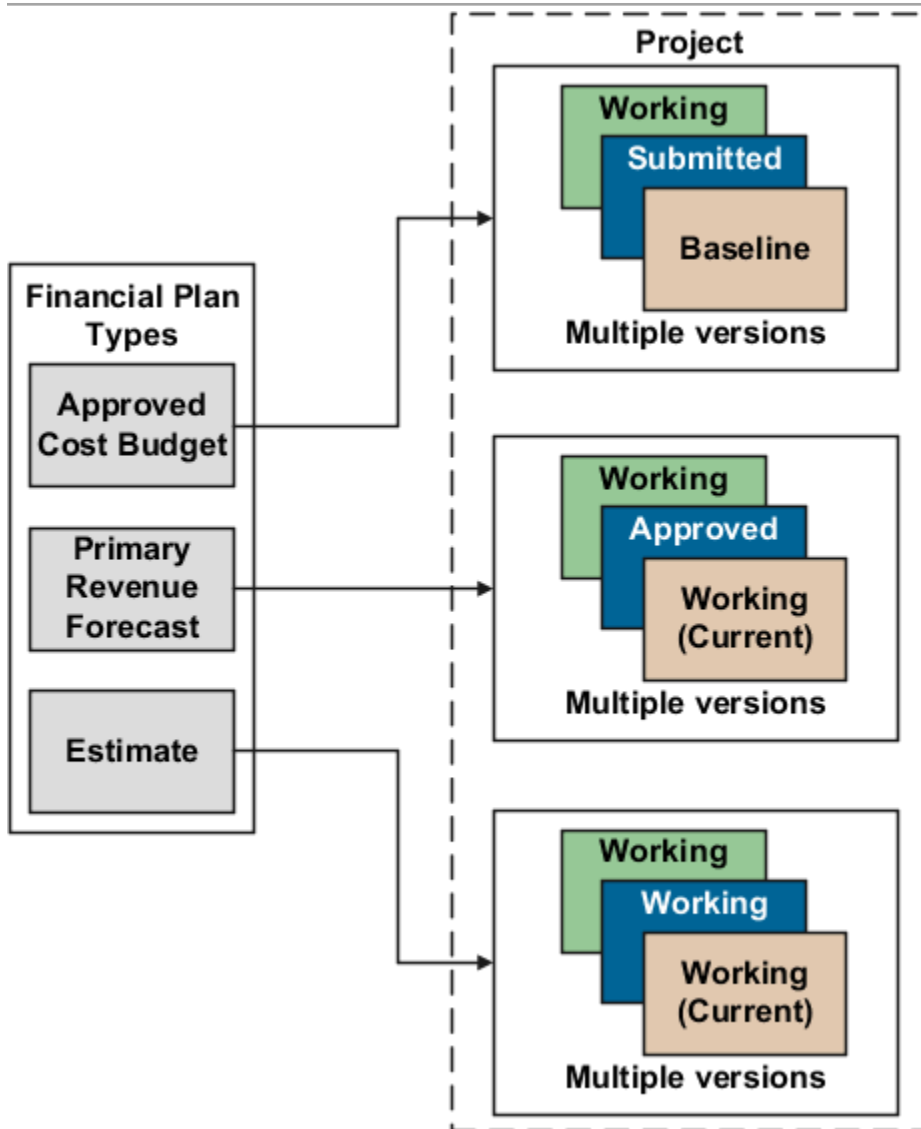 Project
Working
Submitted
Baseline
Multiple versions
Financial Plan
Types
Approved
Cost Budget
Primary
Revenue
Forecast
Estimate
Working
Approved
Working
(Current)
Multiple versions
Working
Working
Working
(Current)
Multiple versions